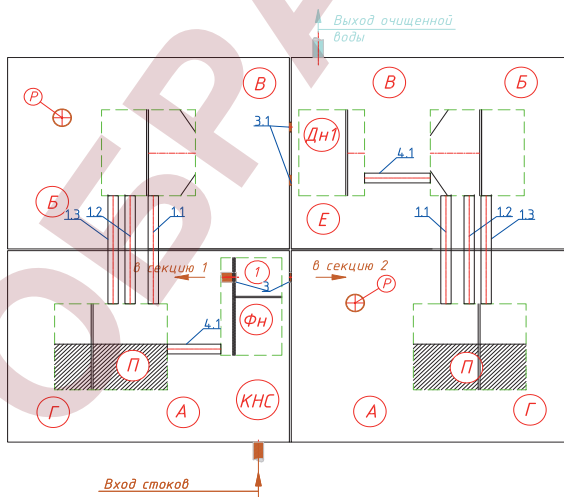 Выход очищенной
воды
В
В
Б
Р
3.1
Дн1
4.1
Б
Е
1.3
1.2
1.1
1.1
1.2
1.3
в секцию 1
1
в секцию 2
3
Р
Фн
4.1
П
П
КНС
Г
А
А
Г
Вход стоков
ОБРА